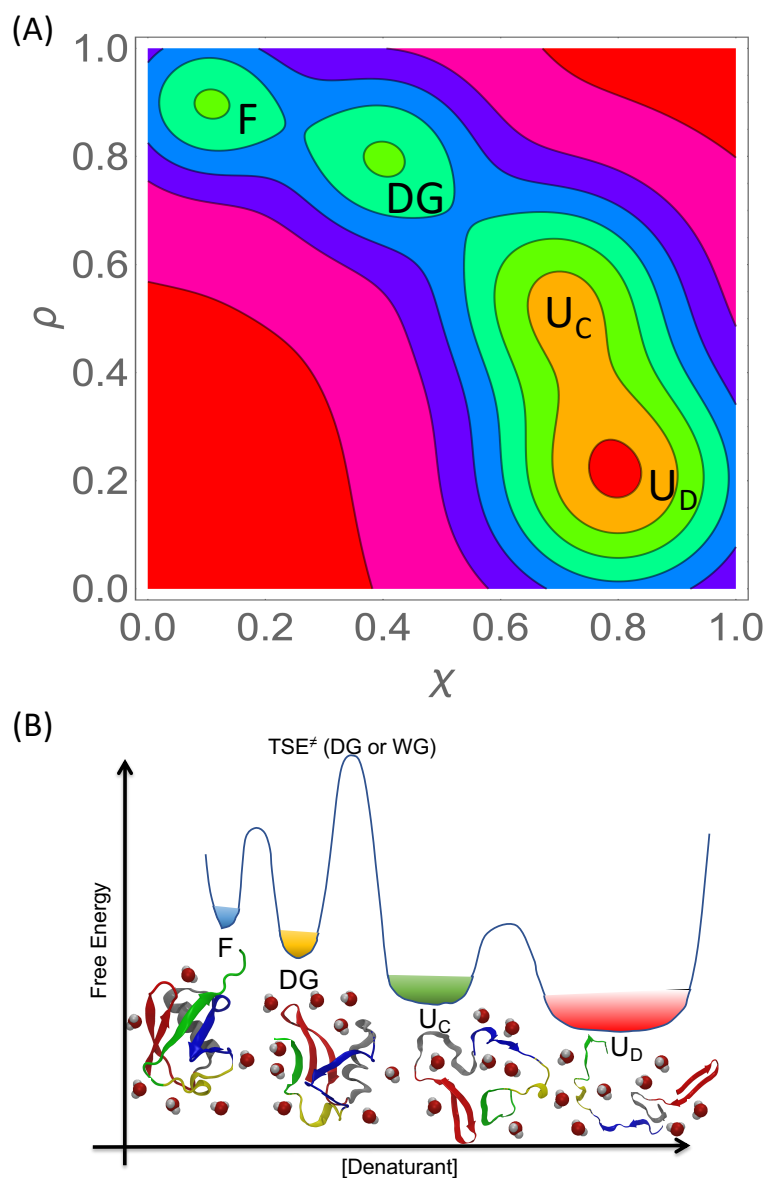 (A)
1.0
0.8
0.6
0.4
0.2
0.0
ρ
F
DG
U_C
U_D
0.0 0.2 0.4 0.6 0.8 1.0
χ
(B)
TSE≠ (DG or WG)
Free Energy
F
DG
U_C
U_D
[Denaturant]